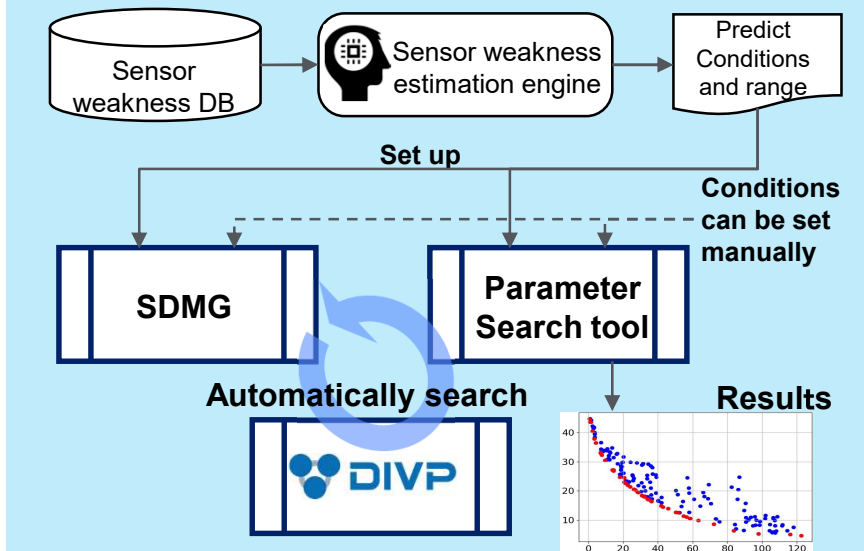 Sensor
weakness DB
Sensor weakness
estimation engine
Predict
Conditions
and range
Set up
Conditions
can be set
manually
SDMG
Parameter
Search tool
Automatically search
Results
DIVP
40
30
20
10
0 20 40 60 80 100 120